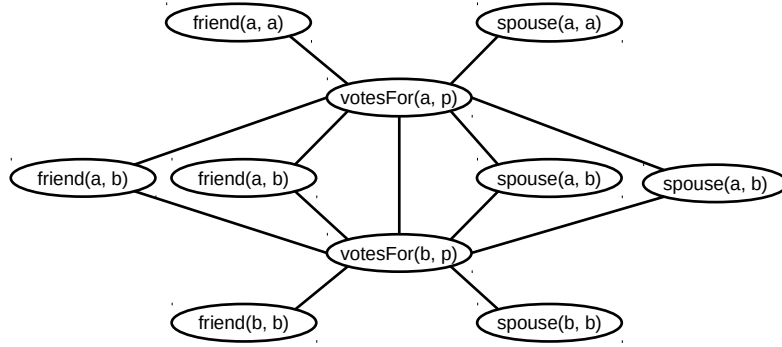 friend(a, a)
spouse(a, a)
votesFor(a, p)
friend(a, b)
friend(a, b)
spouse(a, b)
spouse(a, b)
votesFor(b, p)
friend(b, b)
spouse(b, b)